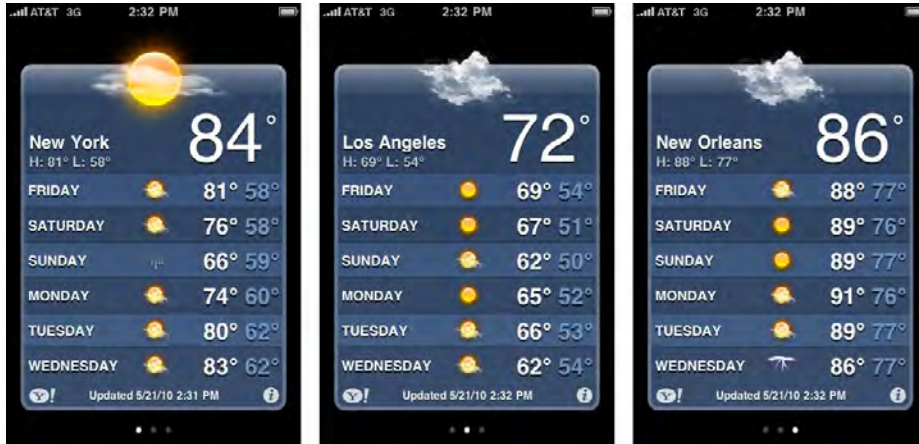 AT&T 3G 2:32 PM
84°
New York
H: 81° L: 58°
FRIDAY 81° 58°
SATURDAY 76° 58°
SUNDAY 66° 59°
MONDAY 74° 60°
TUESDAY 80° 62°
WEDNESDAY 83° 62°
Y! Updated 5/21/10 2:31 PM i
AT&T 3G 2:32 PM
72°
Los Angeles
H: 69° L: 54°
FRIDAY 69° 54°
SATURDAY 67° 51°
SUNDAY 62° 50°
MONDAY 65° 52°
TUESDAY 66° 53°
WEDNESDAY 62° 54°
Y! Updated 5/21/10 2:32 PM i
AT&T 3G 2:32 PM
86°
New Orleans
H: 88° L: 77°
FRIDAY 88° 77°
SATURDAY 89° 76°
SUNDAY 89° 77°
MONDAY 91° 76°
TUESDAY 89° 77°
WEDNESDAY 86° 77°
Y! Updated 5/21/10 2:32 PM i